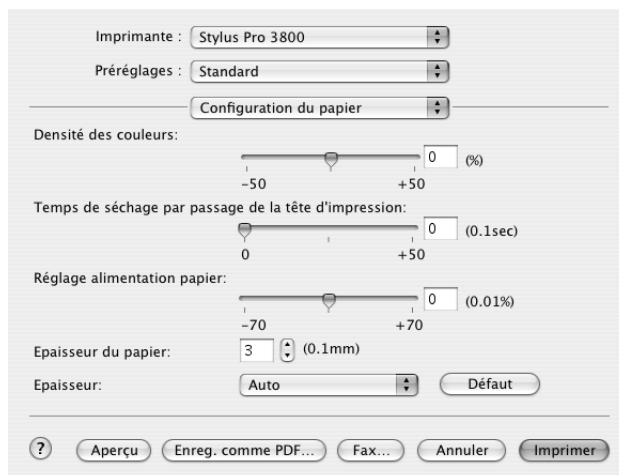 Imprimante : Stylus Pro 3800
Préréglages : Standard
Configuration du papier
Densité des couleurs:
0 (%)
-50 +50
Temps de séchage par passage de la tête d'impression:
0 (0.1sec)
0 +50
Réglage alimentation papier:
0 (0.01%)
-70 +70
Epaisseur du papier: 3 (0.1mm)
Epaisseur: Auto Défaut
? Aperçu Enreg. comme PDF... Fax... Annuler Imprimer